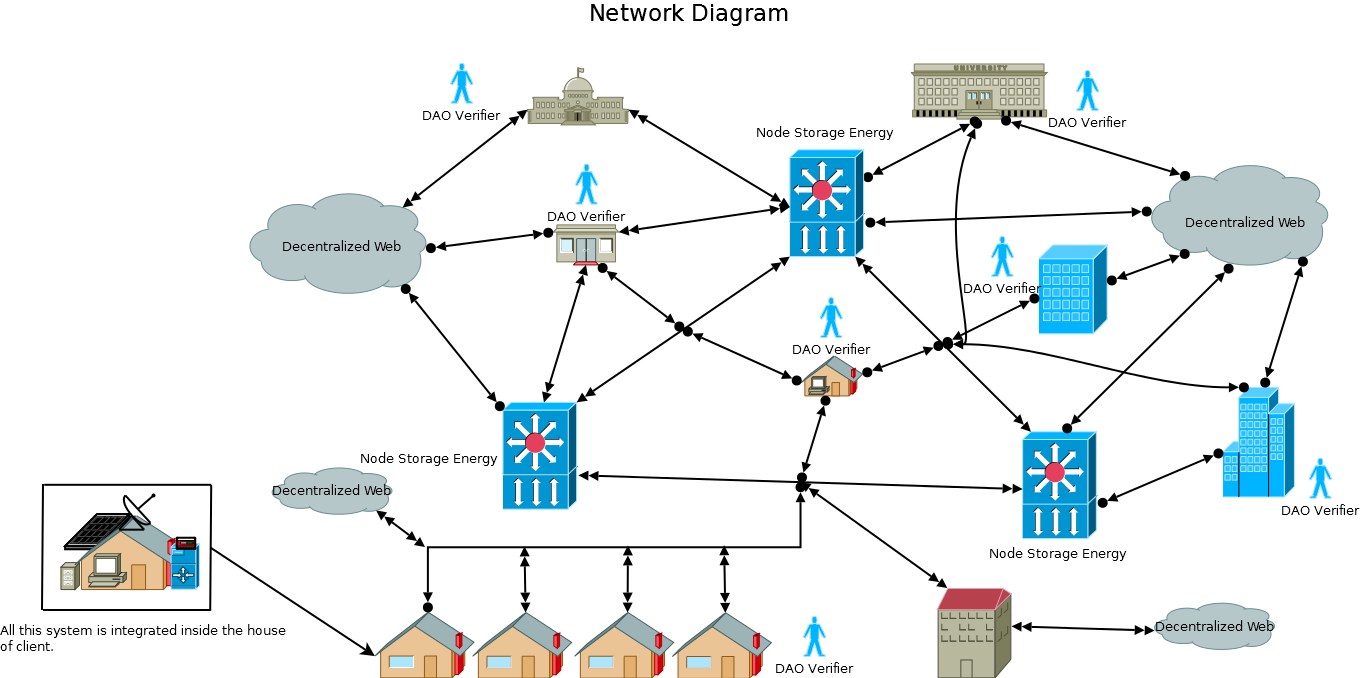 Network Diagram
UNIVERSITY
DAO Verifier
DAO Verifier
Node Storage Energy
DAO Verifier
Decentralized Web
Decentralized Web
DAO Verifier
DAO Verifier
Node Storage Energy
Decentralized Web
DAO Verifier
Node Storage Energy
All this system is integrated inside the house
of client.
Decentralized Web
DAO Verifier